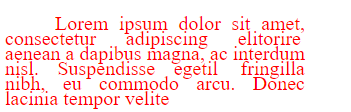 Lorem ipsum dolor sit amet,
consectetur adipiscing elitorire
aenean a dapibus magna, ac interdum
nisl. Suspendisse egetil fringilla
nibh, eu commodo arcu. Donec
lacinia tempor velite